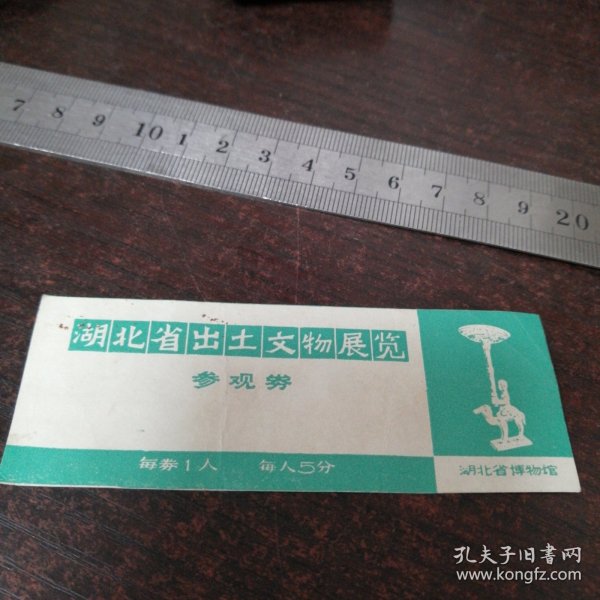 7 8 9 10 1 2 3 4 5 6 7 8 9 20
湖北省出土文物展览
参观券
每券1人 每人5分
湖北省博物馆
孔夫子旧书网
www.kongfz.com